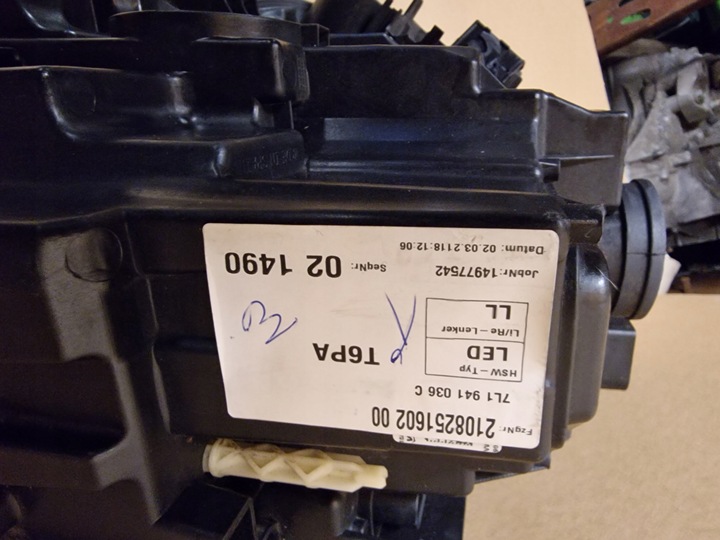 FzgNr: 2108251602 00
7L1 941 036 C
HSW-Typ
LED
Li/Re-Lenker
LL
T6PA
JobNr:14977542
SeqNr: 02 1490
Datum: 02.03.2118:12:06